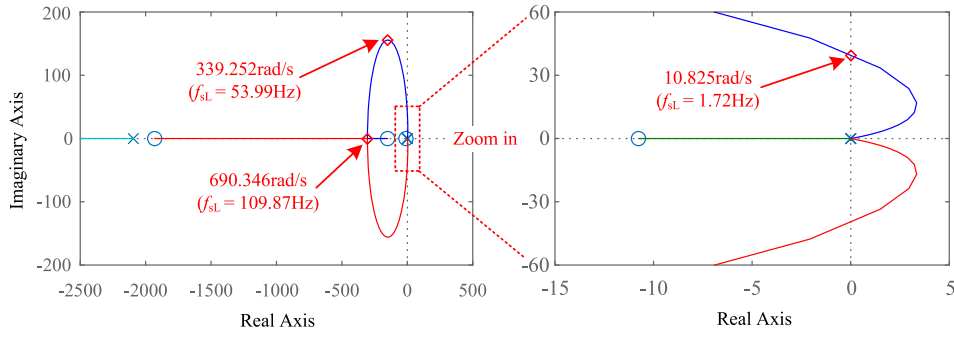 200
100
0
-100
-200
Imaginary Axis
-2500 -2000 -1500 -1000 -500 0 500
Real Axis
339.252rad/s
(fsL = 53.99Hz)
690.346rad/s
(fsL = 109.87Hz)
Zoom in
60
30
0
-30
-60
-15 -10 -5 0 5
Real Axis
10.825rad/s
(fsL = 1.72Hz)